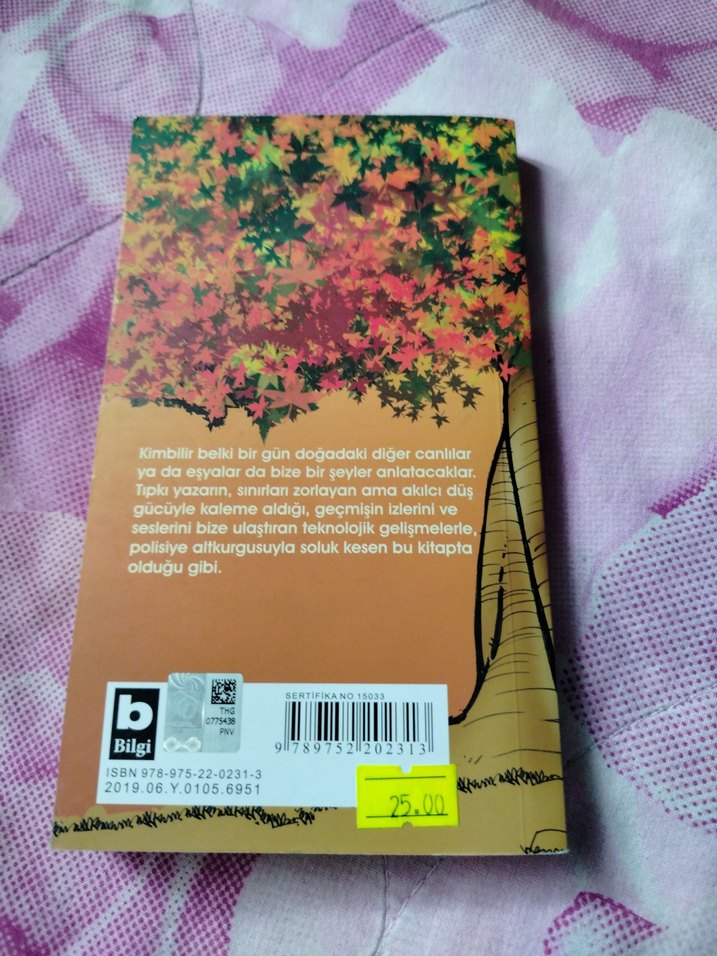 Kimbilir belki bir gün doğadaki diğer canlılar
ya da eşyalar da bize bir şeyler anlatacaklar.
Tıpkı yazarın, sınırları zorlayan ama akılcı düş
gücüyle kaleme aldığı, geçmişin izlerini ve
seslerini bize ulaştıran teknolojik gelişmelerle,
polisiye altkurgusuyla soluk kesen bu kitapta
olduğu gibi.
b
Bilgi
THG
0775438
PNV
SERTİFİKA NO 15033
9 789752 202313
ISBN 978-975-22-0231-3
2019.06.Y.0105.6951
25.00